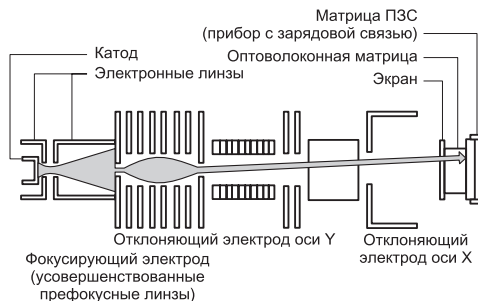 Матрица ПЗС
(прибор с зарядовой связью)
Катод
Оптоволоконная матрица
Электронные линзы
Экран
Отклоняющий электрод оси Y
Отклоняющий
электрод оси X
Фокусирующий электрод
(усовершенствованные
префокусные линзы)